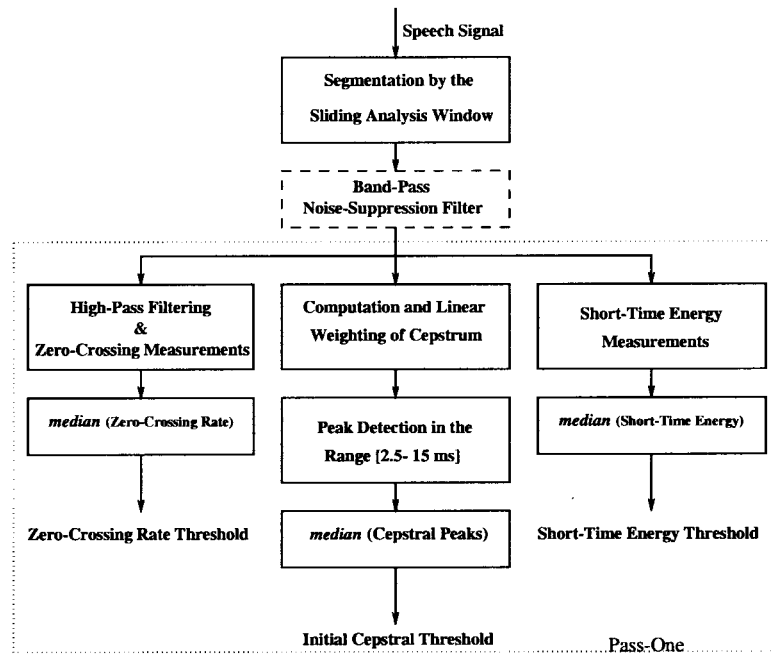 Speech Signal
Segmentation by the
Sliding Analysis Window
Band-Pass
Noise-Suppression Filter
High-Pass Filtering
&
Zero-Crossing Measurements
Computation and Linear
Weighting of Cepstrum
Short-Time Energy
Measurements
median (Zero-Crossing Rate)
Peak Detection in the
Range [2.5- 15 ms]
median (Short-Time Energy)
Zero-Crossing Rate Threshold
median (Cepstral Peaks)
Short-Time Energy Threshold
Initial Cepstral Threshold
Pass-One